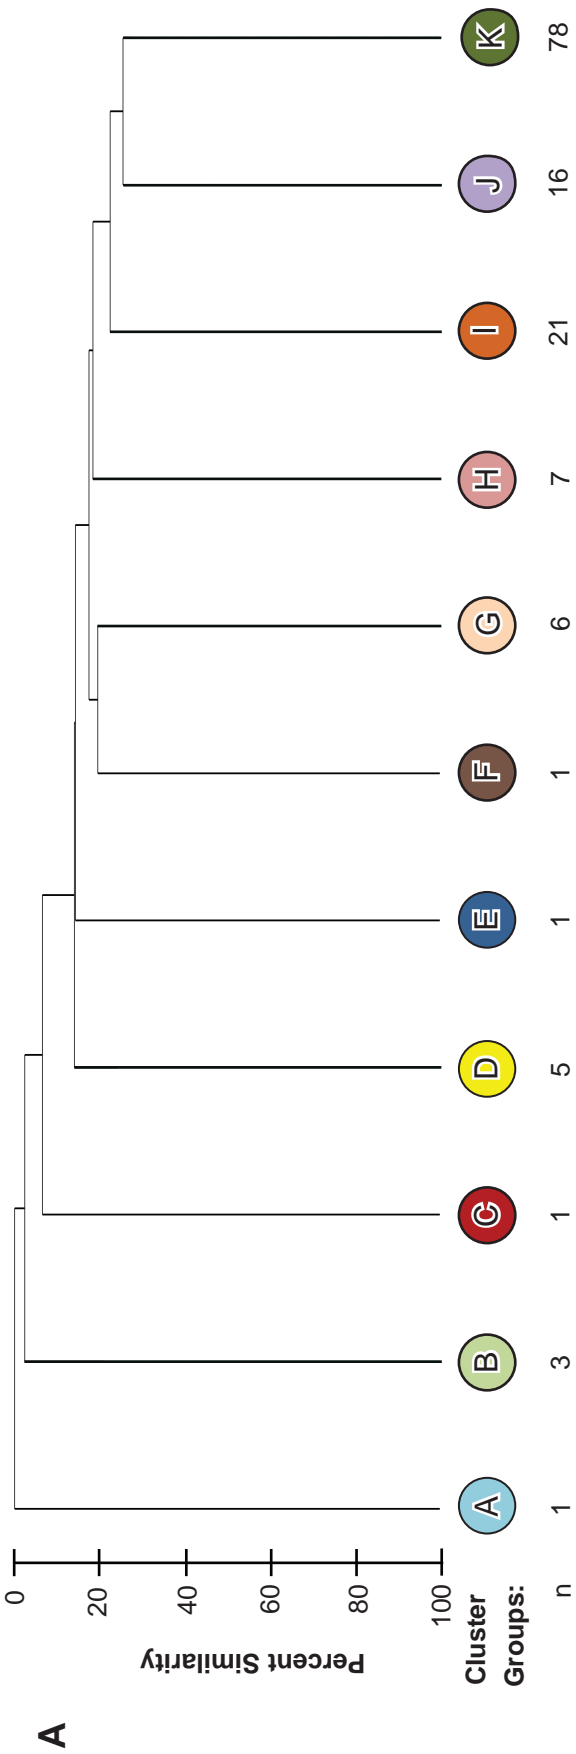 A
Percent Similarity
0
20
40
60
80
100
Cluster
Groups:
A B C D E F G H I J K
n 1 3 1 5 1 1 6 7 21 16 78